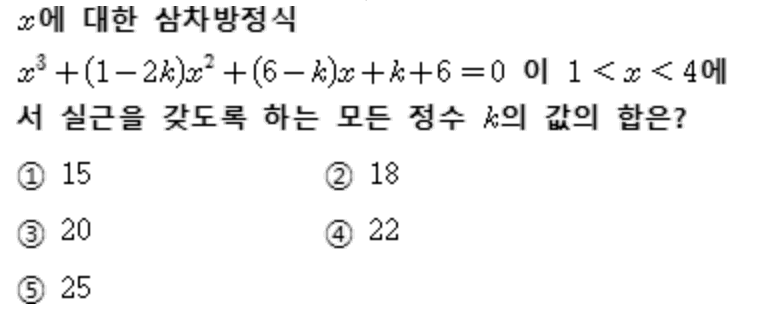 x에 대한 삼차방정식
x³+(1-2k)x²+(6-k)x+k+6=0 이 1<x<4에
서 실근을 갖도록 하는 모든 정수 k의 값의 합은?
① 15 ② 18
③ 20 ④ 22
⑤ 25